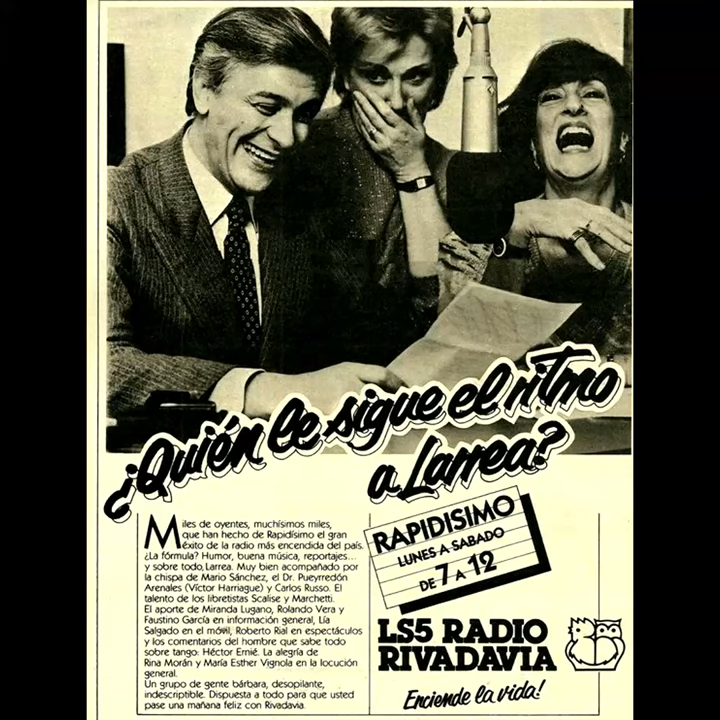 ¿Quién le sigue el ritmo
a Larrea?
Miles de oyentes, muchísimos miles,
que han hecho de Rapidísimo el gran
éxito de la radio más encendida del país.
¿La fórmula? Humor, buena música, reportajes...
y sobre todo, Larrea. Muy bien acompañado por
la chispa de Mario Sánchez, el Dr. Pueyrredón
Arenales (Víctor Harriague) y Carlos Russo. El
talento de los libretistas Scalise y Marchetti.
El aporte de Miranda Lugano, Rolando Vera y
Faustino García en información general, Lía
Salgado en el móvil, Roberto Rial en espectáculos
y los comentarios del hombre que sabe todo
sobre tango: Héctor Ernié. La alegría de
Rina Morán y María Esther Vignola en la locución
general.
Un grupo de gente bárbara, desopilante,
indescriptible. Dispuesta a todo para que usted
pase una mañana feliz con Rivadavia.
RAPIDISIMO
LUNES A SABADO
DE 7 A 12
LS5 RADIO
RIVADAVIA
Enciende la vida!